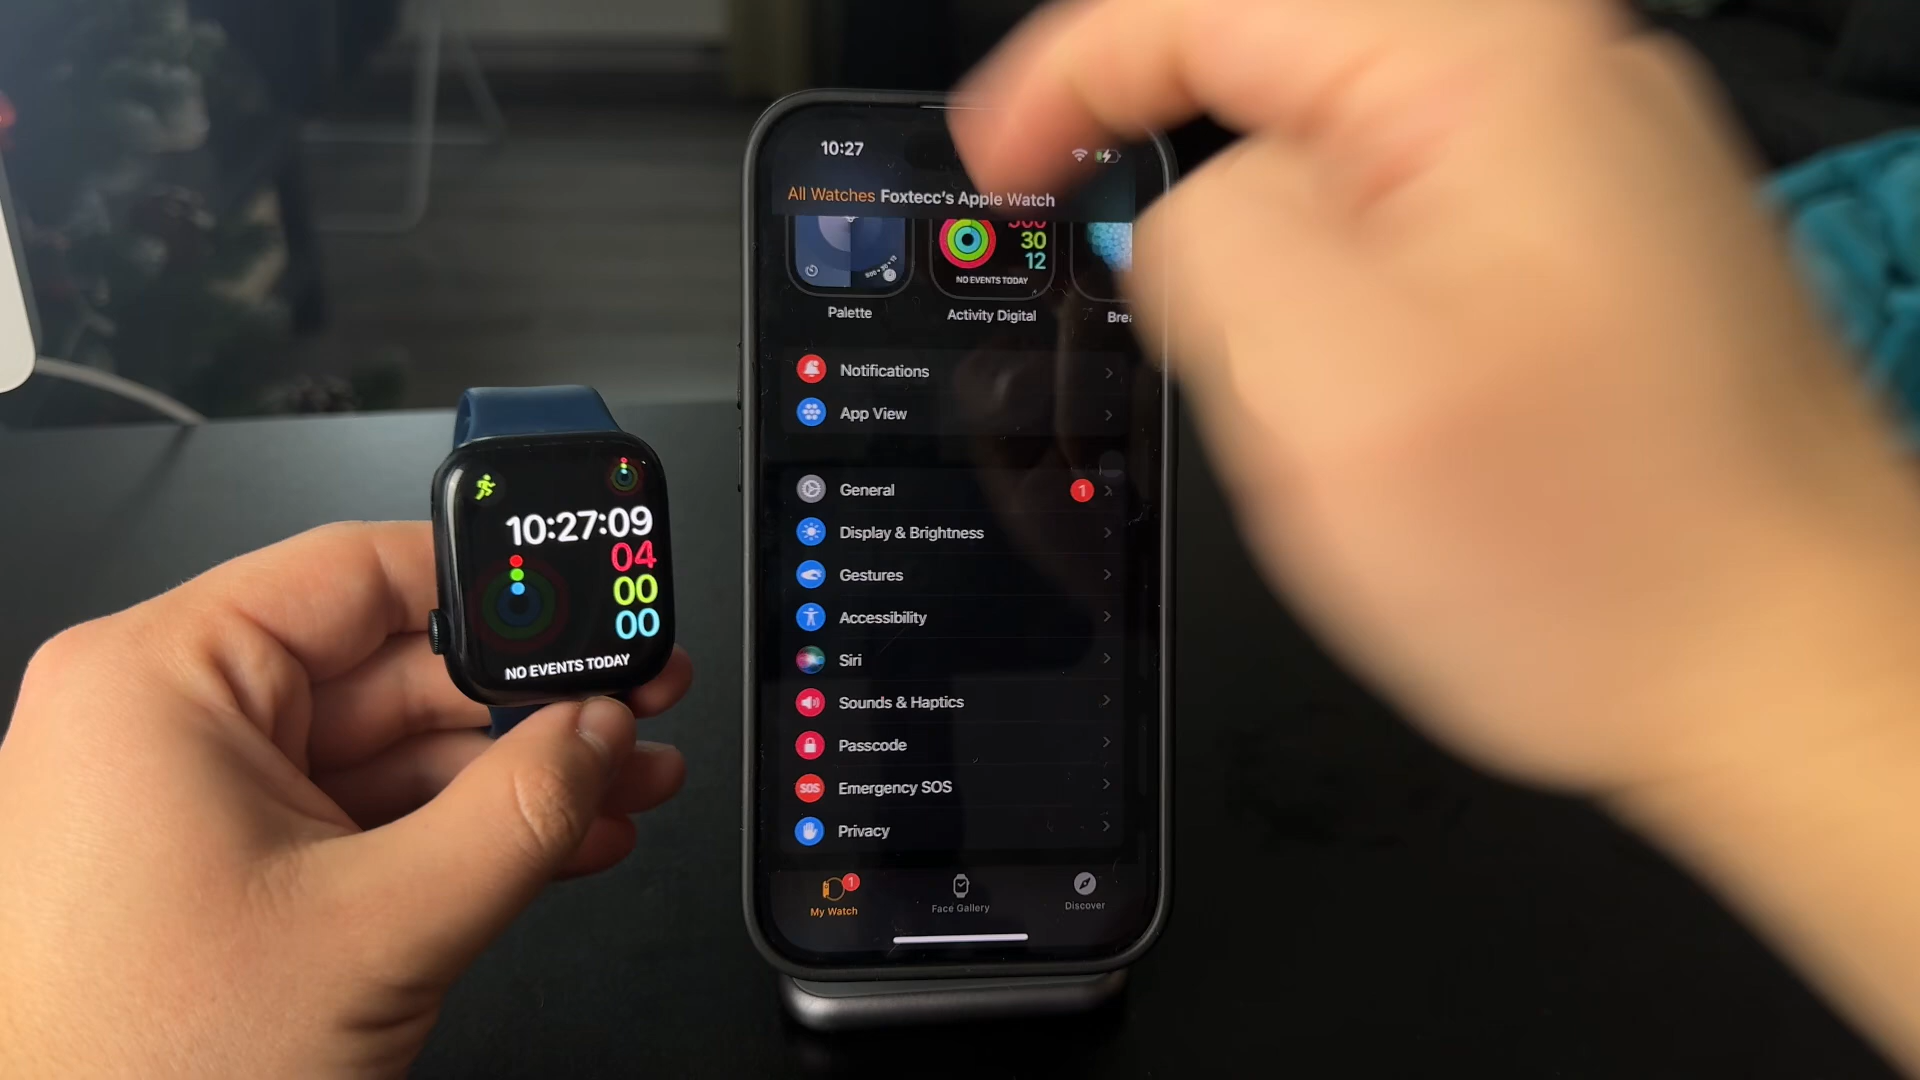 10:27:09
04
00
00
NO EVENTS TODAY
10:27
All Watches Foxtecc's Apple Watch
500
30
12
NO EVENTS TODAY
Palette
Activity Digital
Brea
Notifications
App View
General 1
Display & Brightness
Gestures
Accessibility
Siri
Sounds & Haptics
Passcode
SOS Emergency SOS
Privacy
1
My Watch
Face Gallery
Discover